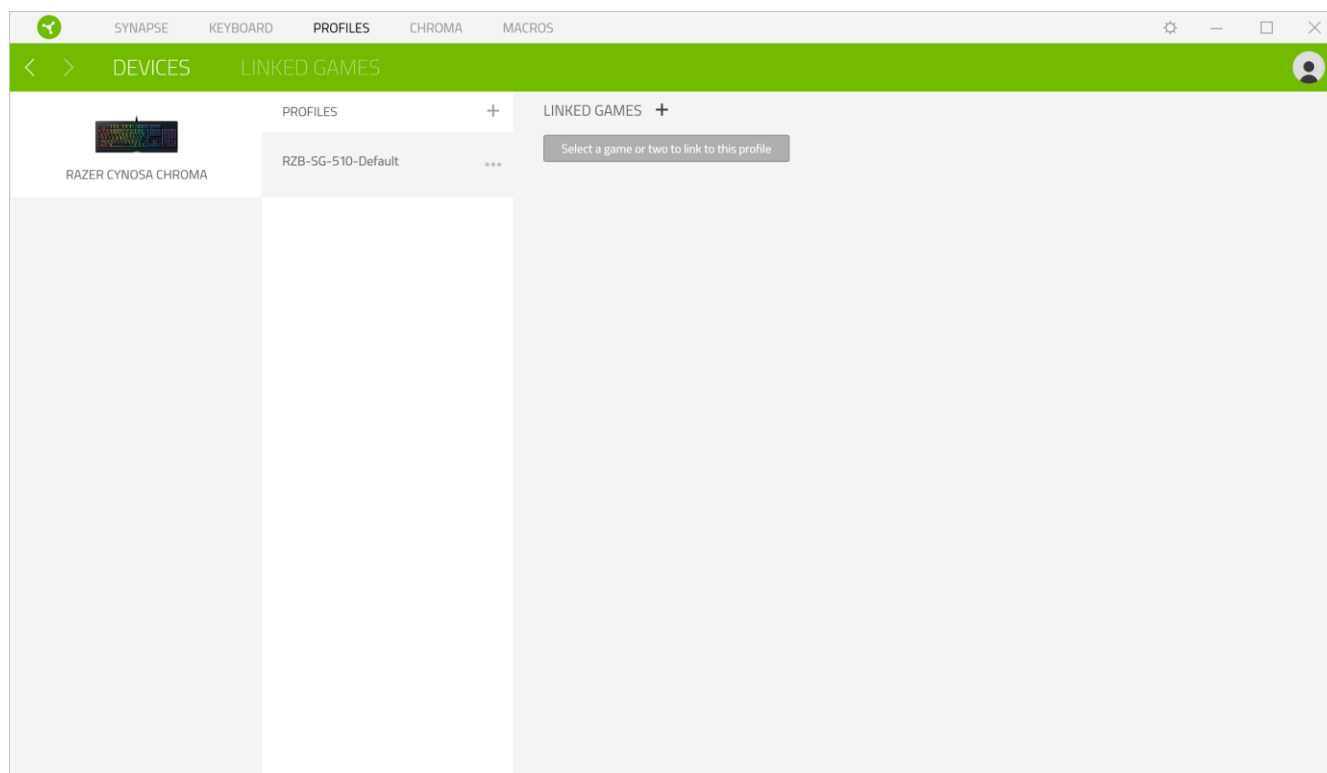 SYNAPSE KEYBOARD PROFILES CHROMA MACROS
DEVICES LINKED GAMES
RAZER CYNOSA CHROMA
PROFILES
RZB-SG-510-Default
LINKED GAMES
Select a game or two to link to this profile